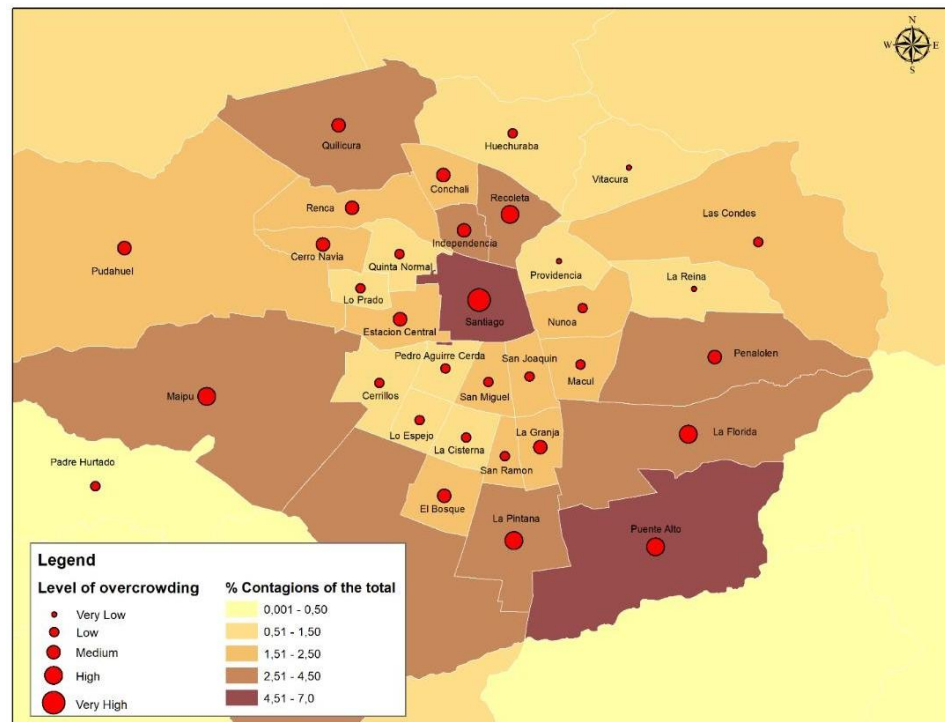 N
W E
S
Quilicura
Huechuraba
Vitacura
Conchali
Recoleta
Renca
Las Condes
Independencia
Cerro Navia
Quinta Normal
Pudahuel
Providencia
La Reina
Lo Prado
Santiago
Nunoa
Estacion Central
Pedro Aguirre Cerda
San Joaquin
Penalolen
Macul
San Miguel
Cerrillos
Maipu
Lo Espejo
La Granja
La Florida
La Cisterna
Padre Hurtado
San Ramon
El Bosque
La Pintana
Puente Alto
Legend
Level of overcrowding
Very Low
Low
Medium
High
Very High
% Contagions of the total
0,001 - 0,50
0,51 - 1,50
1,51 - 2,50
2,51 - 4,50
4,51 - 7,0